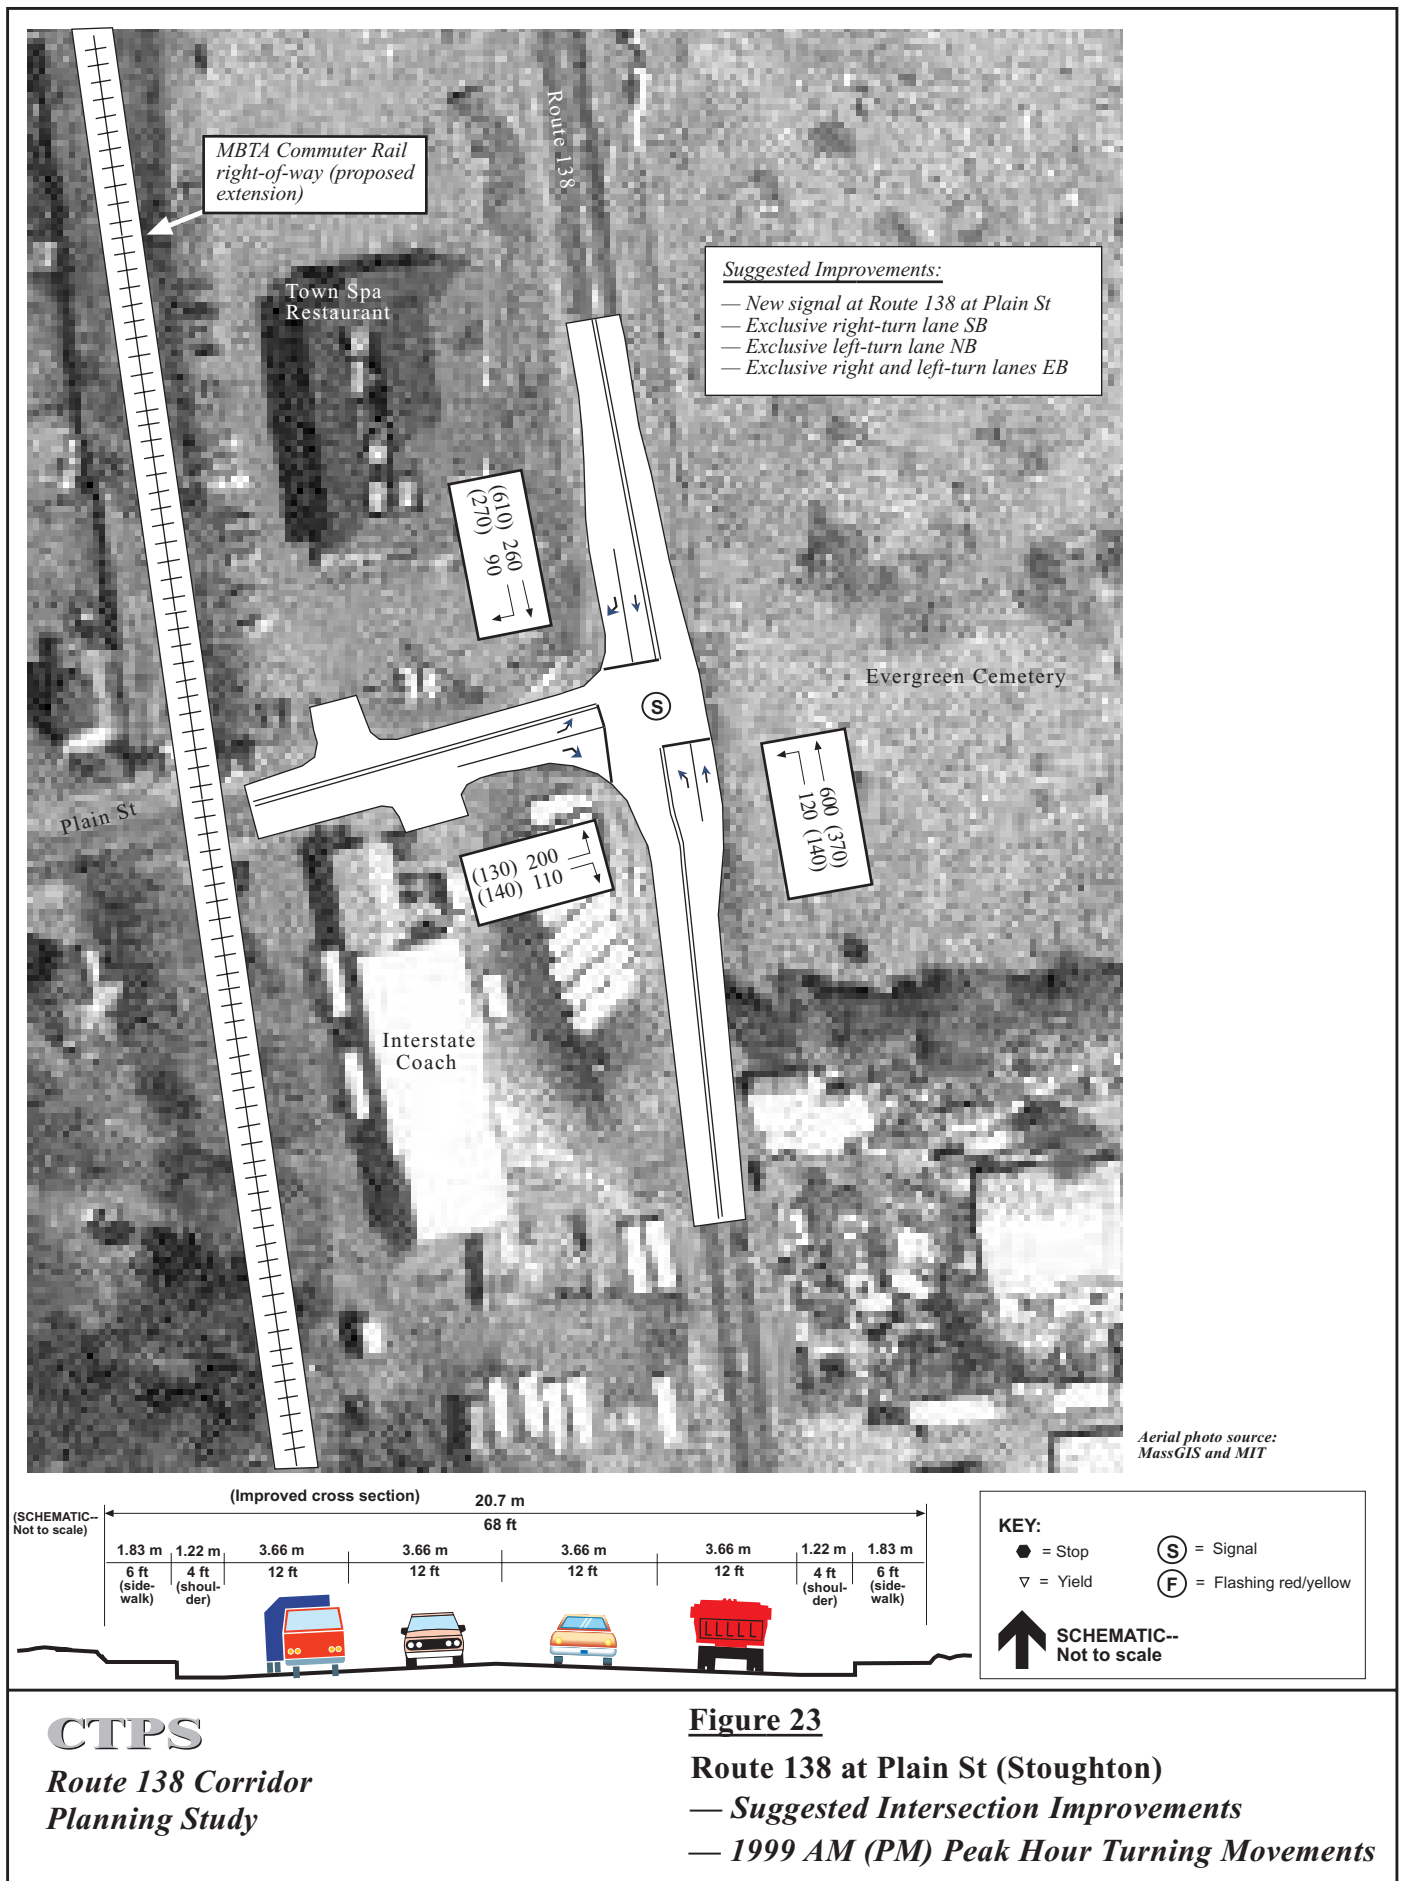 Route 138
MBTA Commuter Rail
right-of-way (proposed
extension)
Suggested Improvements:
— New signal at Route 138 at Plain St
— Exclusive right-turn lane SB
— Exclusive left-turn lane NB
— Exclusive right and left-turn lanes EB
Town Spa
Restaurant
(610) 260
(270) 90
Evergreen Cemetery
S
600 (370)
120 (140)
Plain St
(130) 200
(140) 110
Interstate
Coach
Aerial photo source:
MassGIS and MIT
(SCHEMATIC--
Not to scale)
(Improved cross section)
20.7 m
68 ft
1.83 m 1.22 m 3.66 m 3.66 m 3.66 m 3.66 m 1.22 m 1.83 m
6 ft 4 ft 12 ft 12 ft 12 ft 12 ft 4 ft 6 ft
(side- (shoul- (shoul- (side-
walk) der) der) walk)
LLLLL
KEY:
= Stop
S = Signal
= Yield
F = Flashing red/yellow
SCHEMATIC--
Not to scale
CTPS
Route 138 Corridor
Planning Study
Figure 23
Route 138 at Plain St (Stoughton)
— Suggested Intersection Improvements
— 1999 AM (PM) Peak Hour Turning Movements